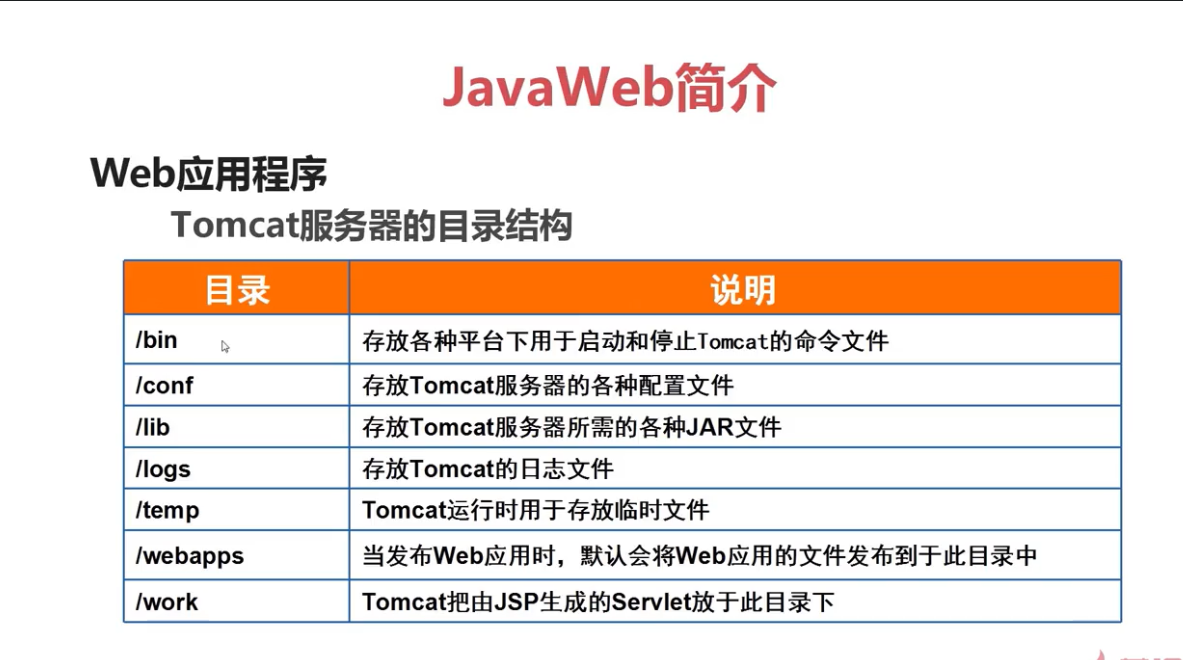 JavaWeb简介
Web应用程序
Tomcat服务器的目录结构
目录 说明
/bin 存放各种平台下用于启动和停止Tomcat的命令文件
/conf 存放Tomcat服务器的各种配置文件
/lib 存放Tomcat服务器所需的各种JAR文件
/logs 存放Tomcat的日志文件
/temp Tomcat运行时用于存放临时文件
/webapps 当发布Web应用时，默认会将Web应用的文件发布到于此目录中
/work Tomcat把由JSP生成的Servlet放于此目录下